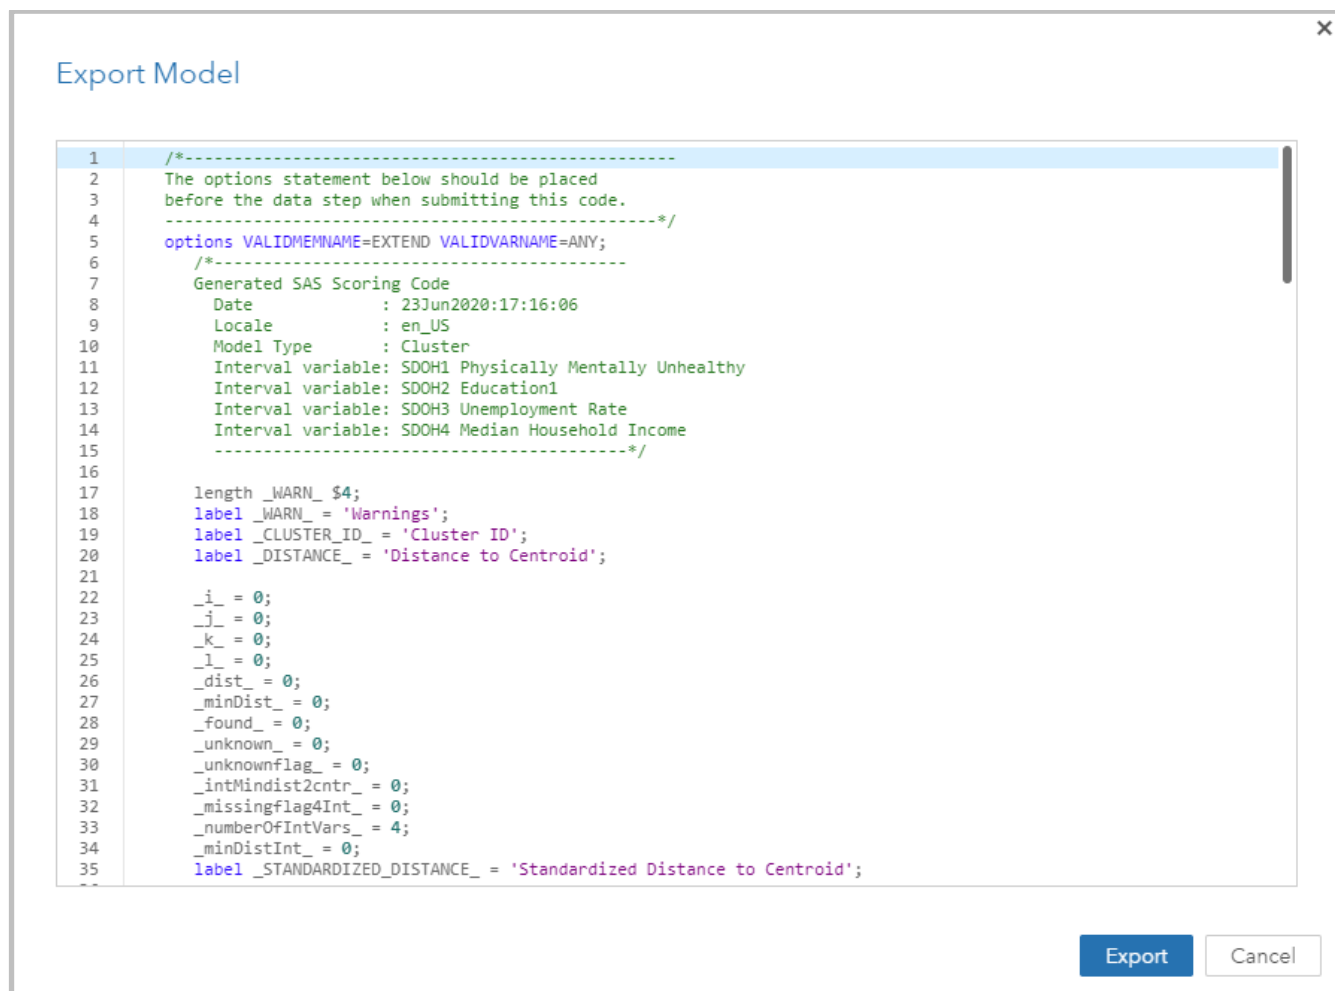 Export Model
1 /*--------------------------------------------------
2 The options statement below should be placed
3 before the data step when submitting this code.
4 --------------------------------------------------*/
5 options VALIDMEMNAME=EXTEND VALIDVARNAME=ANY;
6 /*------------------------------------------
7 Generated SAS Scoring Code
8 Date : 23Jun2020:17:16:06
9 Locale : en_US
10 Model Type : Cluster
11 Interval variable: SDOH1 Physically Mentally Unhealthy
12 Interval variable: SDOH2 Education1
13 Interval variable: SDOH3 Unemployment Rate
14 Interval variable: SDOH4 Median Household Income
15 ------------------------------------------*/
16
17 length _WARN_ $4;
18 label _WARN_ = 'Warnings';
19 label _CLUSTER_ID_ = 'Cluster ID';
20 label _DISTANCE_ = 'Distance to Centroid';
21
22 _i_ = 0;
23 _j_ = 0;
24 _k_ = 0;
25 _l_ = 0;
26 _dist_ = 0;
27 _minDist_ = 0;
28 _found_ = 0;
29 _unknown_ = 0;
30 _unknownflag_ = 0;
31 _intMindist2cntr_ = 0;
32 _missingflag4Int_ = 0;
33 _numberOfIntVars_ = 4;
34 _minDistInt_ = 0;
35 label _STANDARDIZED_DISTANCE_ = 'Standardized Distance to Centroid';
Export Cancel